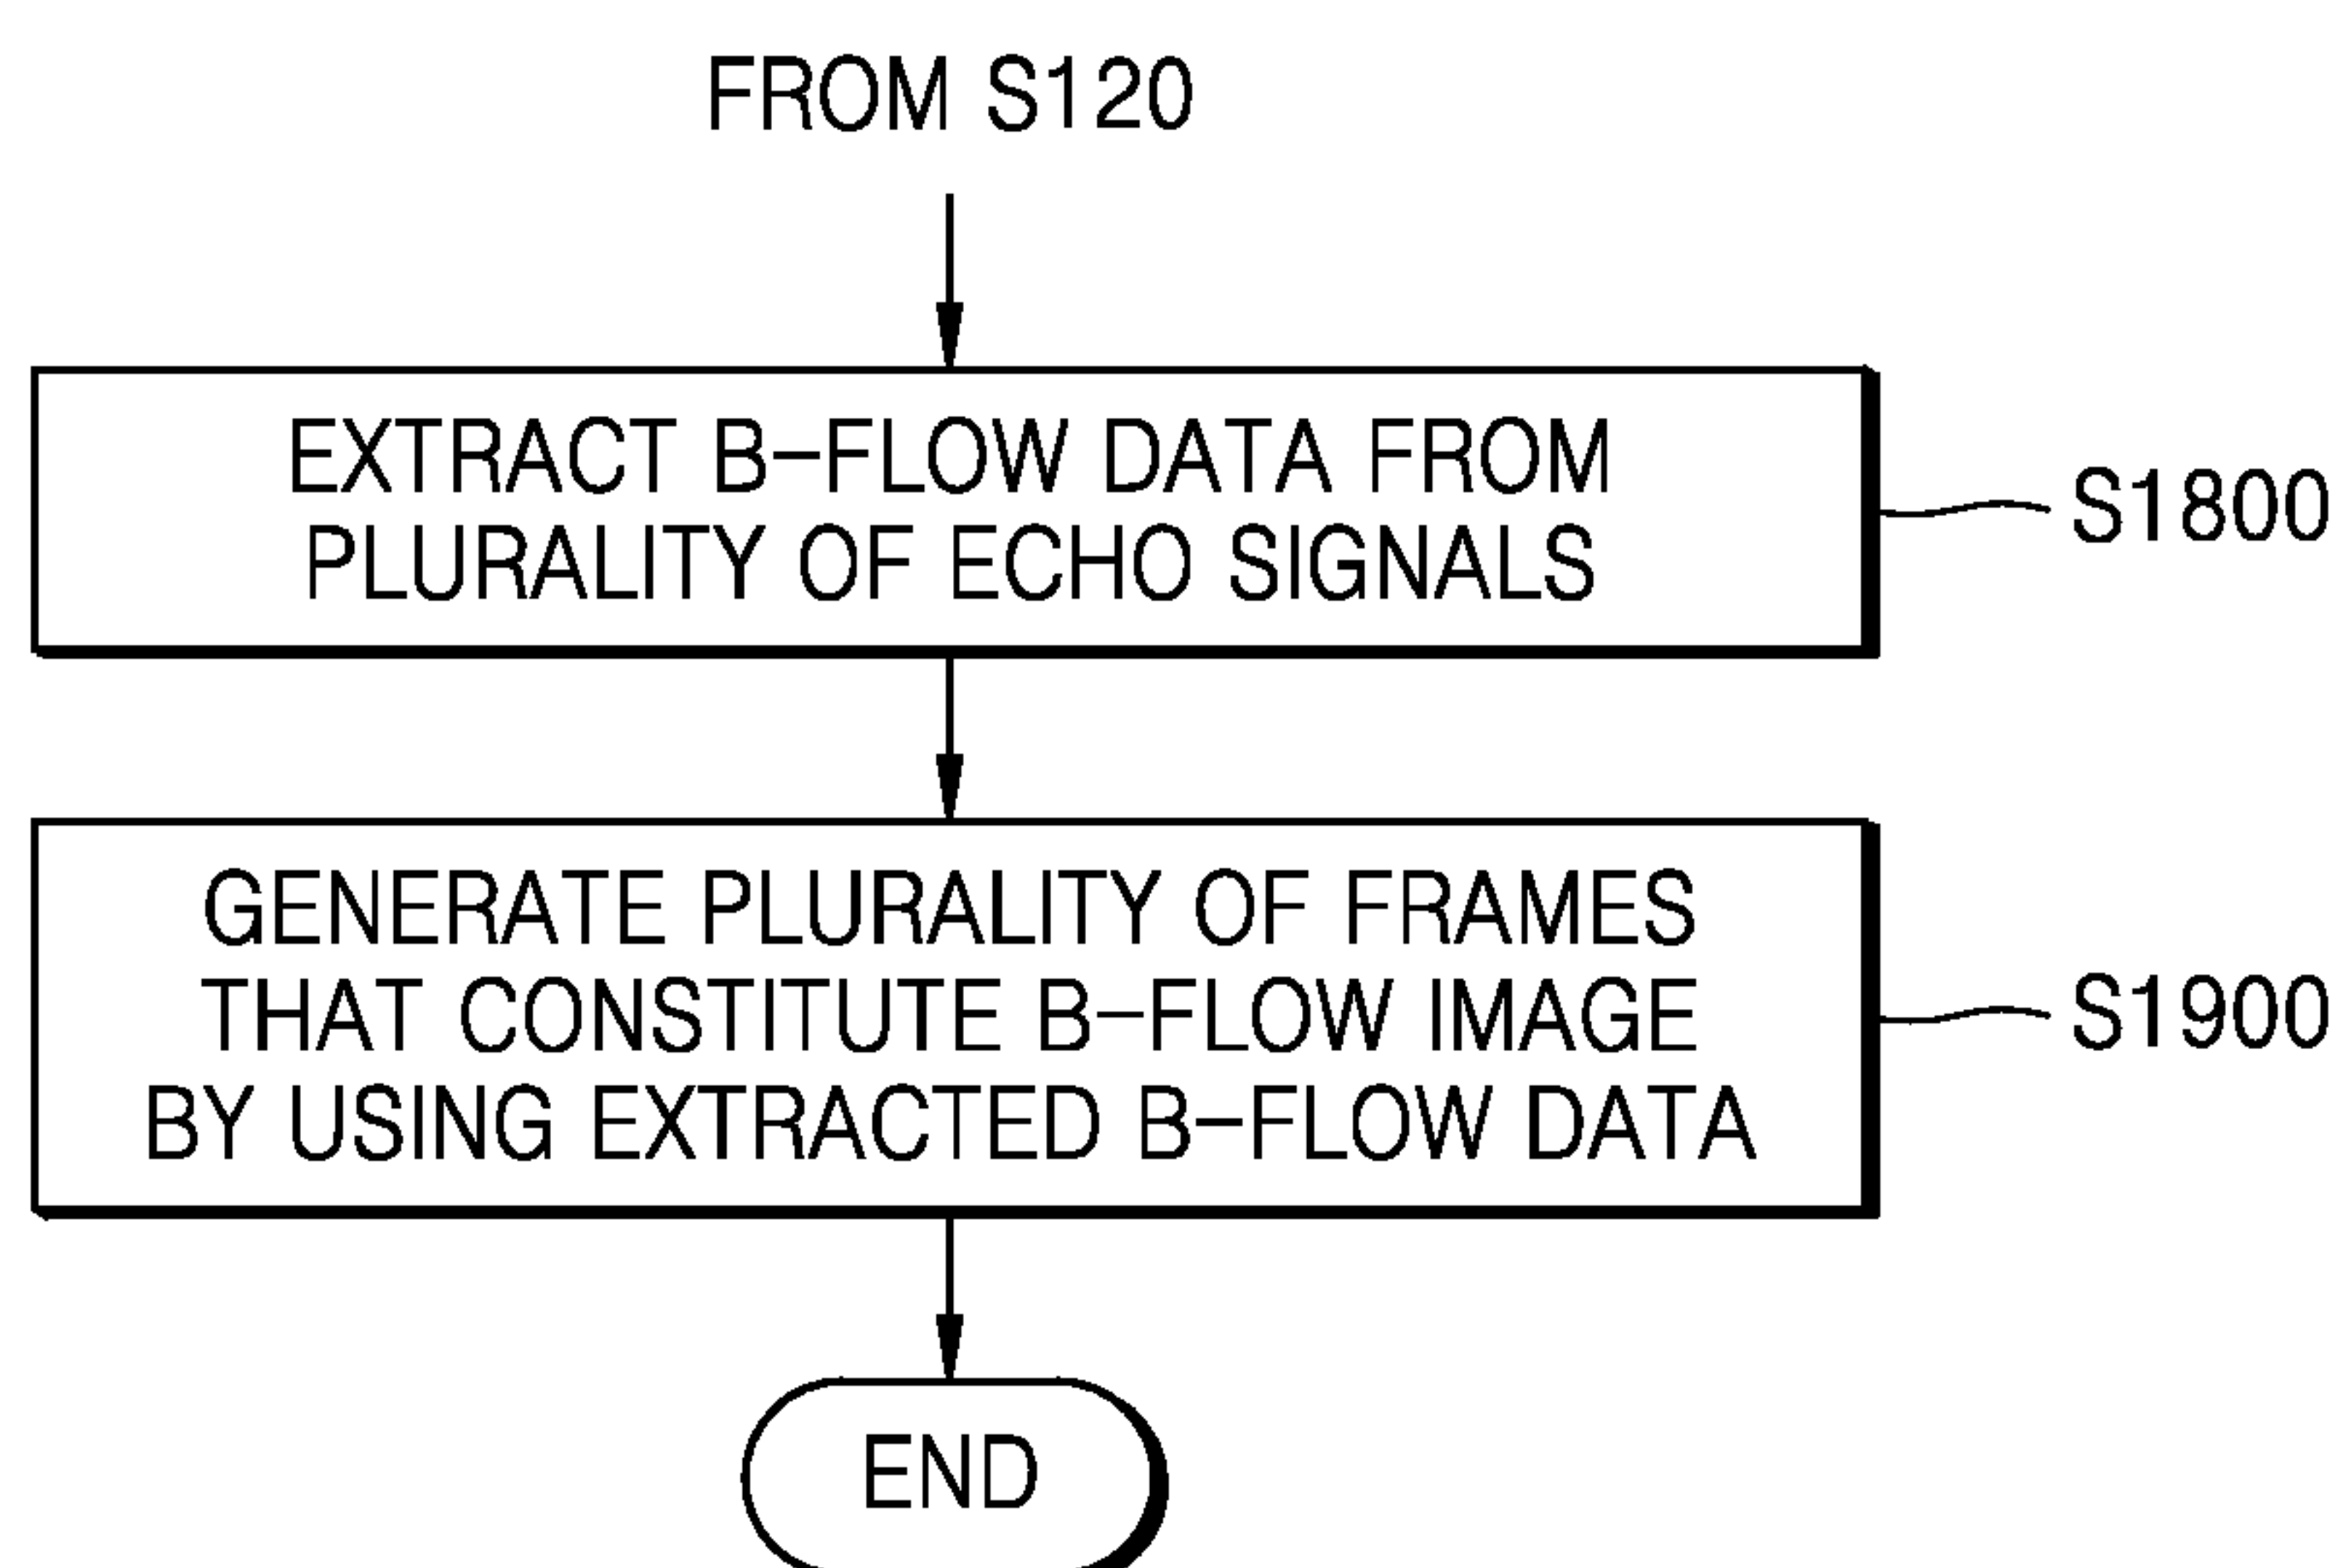 FROM S120
EXTRACT B-FLOW DATA FROM
PLURALITY OF ECHO SIGNALS
S1800
GENERATE PLURALITY OF FRAMES
THAT CONSTITUTE B-FLOW IMAGE
BY USING EXTRACTED B-FLOW DATA
S1900
END